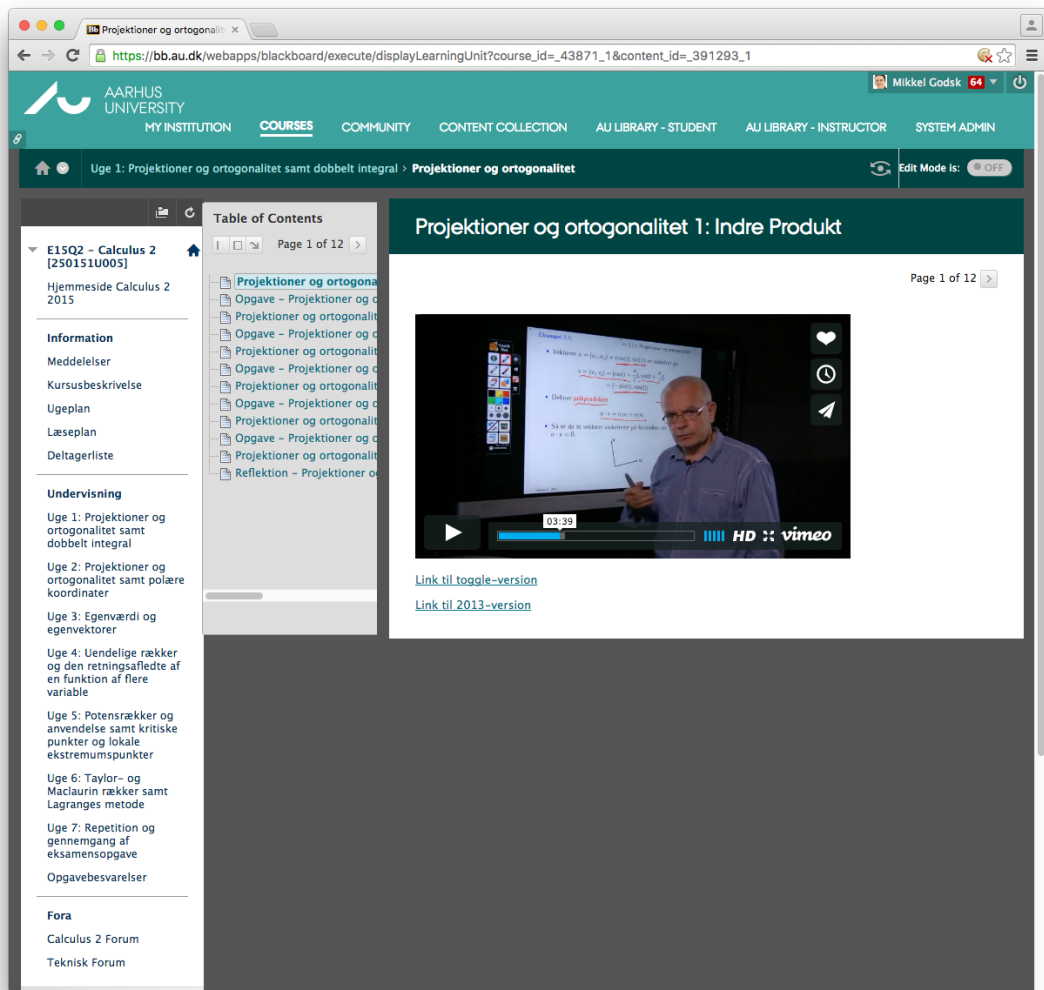 Projektioner og ortogonalit
https://bb.au.dk/webapps/blackboard/execute/displayLearningUnit?course_id=_43871_1&content_id=_391293_1
AARHUS
UNIVERSITY
Mikkel Godsk 64
MY INSTITUTION COURSES COMMUNITY CONTENT COLLECTION AU LIBRARY - STUDENT AU LIBRARY - INSTRUCTOR SYSTEM ADMIN
Uge 1: Projektioner og ortogonalitet samt dobbelt integral > Projektioner og ortogonalitet
Edit Mode is: OFF
E15Q2 - Calculus 2
[250151U005]
Hjemmeside Calculus 2
2015
Information
Meddelelser
Kursusbeskrivelse
Ugeplan
Læseplan
Deltagerliste
Undervisning
Uge 1: Projektioner og
ortogonalitet samt
dobbelt integral
Uge 2: Projektioner og
ortogonalitet samt polære
koordinater
Uge 3: Egenværdi og
egenvektorer
Uge 4: Uendelige rækker
og den retningsafledte af
en funktion af flere
variable
Uge 5: Potensrækker og
anvendelse samt kritiske
punkter og lokale
ekstremumspunkter
Uge 6: Taylor- og
Maclaurin rækker samt
Lagranges metode
Uge 7: Repetition og
gennemgang af
eksamensopgave
Opgavebesvarelser
Fora
Calculus 2 Forum
Teknisk Forum
Table of Contents
Page 1 of 12 >
Projektioner og ortogona
Opgave - Projektioner og o
Projektioner og ortogonalit
Opgave - Projektioner og o
Projektioner og ortogonalit
Opgave - Projektioner og o
Projektioner og ortogonalit
Opgave - Projektioner og o
Projektioner og ortogonalit
Opgave - Projektioner og o
Projektioner og ortogonalit
Reflektion - Projektioner og
Projektioner og ortogonalitet 1: Indre Produkt
Page 1 of 12 >
03:39
HD vimeo
Link til toggle-version
Link til 2013-version